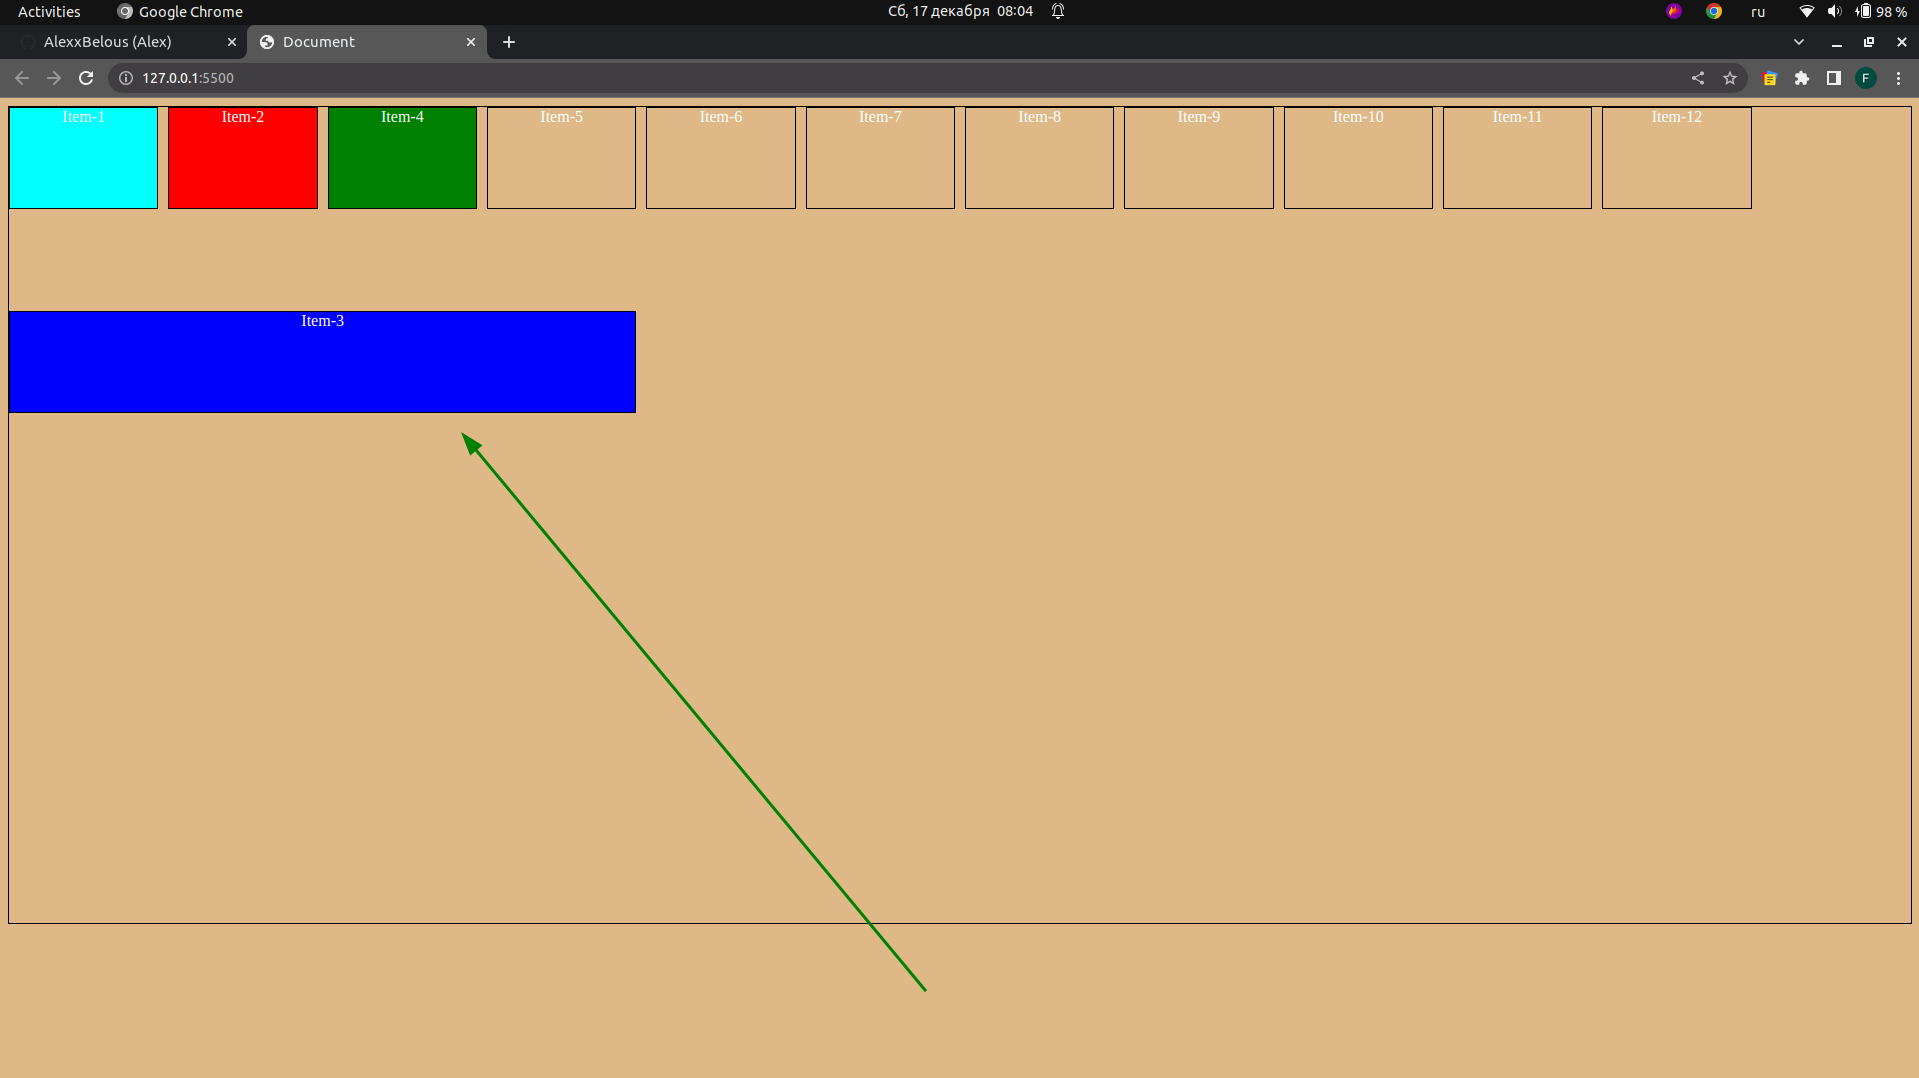 Activities Google Chrome Сб, 17 декабря 08:04 ru 98 %
AlexxBelous (Alex) Document
127.0.0.1:5500
Item-1 Item-2 Item-4 Item-5 Item-6 Item-7 Item-8 Item-9 Item-10 Item-11 Item-12
Item-3
F